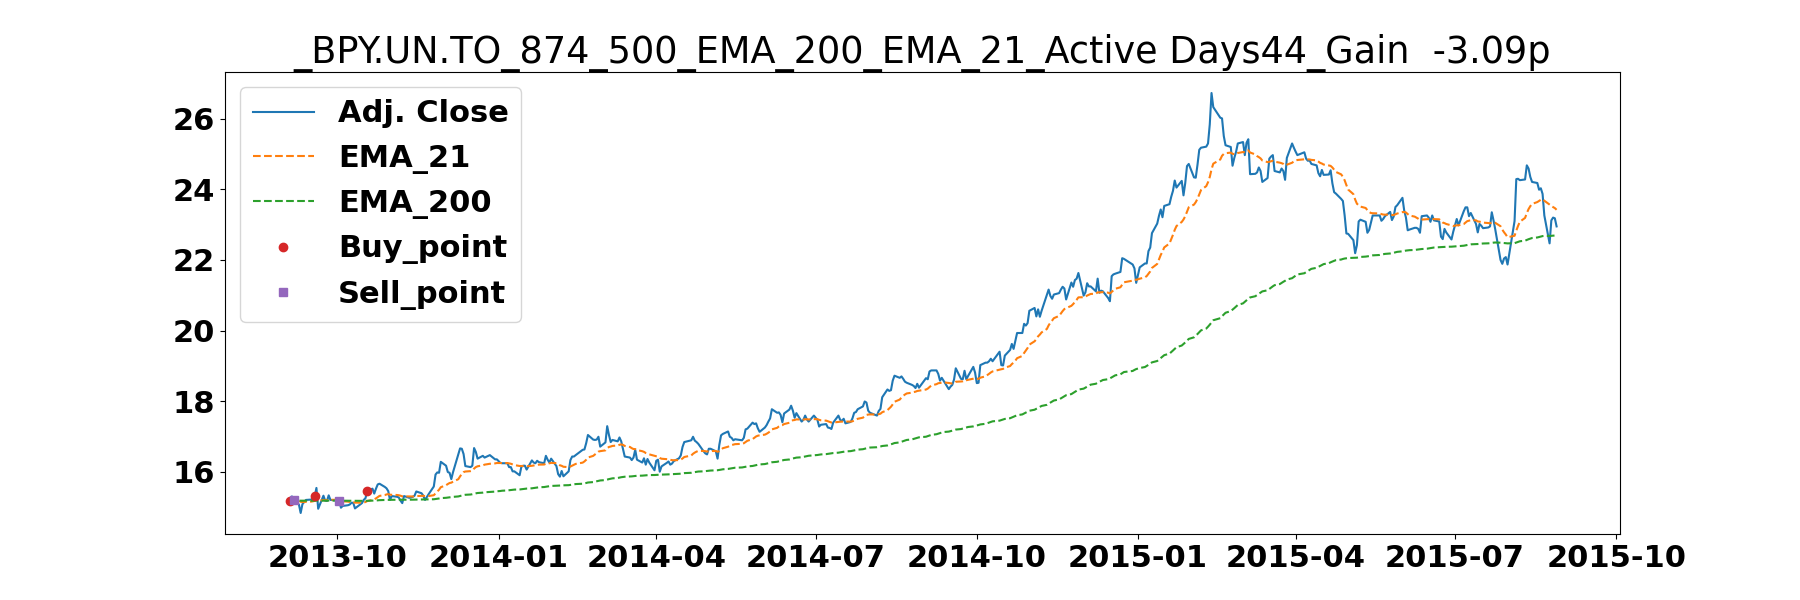 _BPY.UN.TO_874_500_EMA_200_EMA_21_Active Days44_Gain  -3.09p
Adj. Close
EMA_21
EMA_200
Buy_point
Sell_point
26
24
22
20
18
16
2013-10 2014-01 2014-04 2014-07 2014-10 2015-01 2015-04 2015-07 2015-10